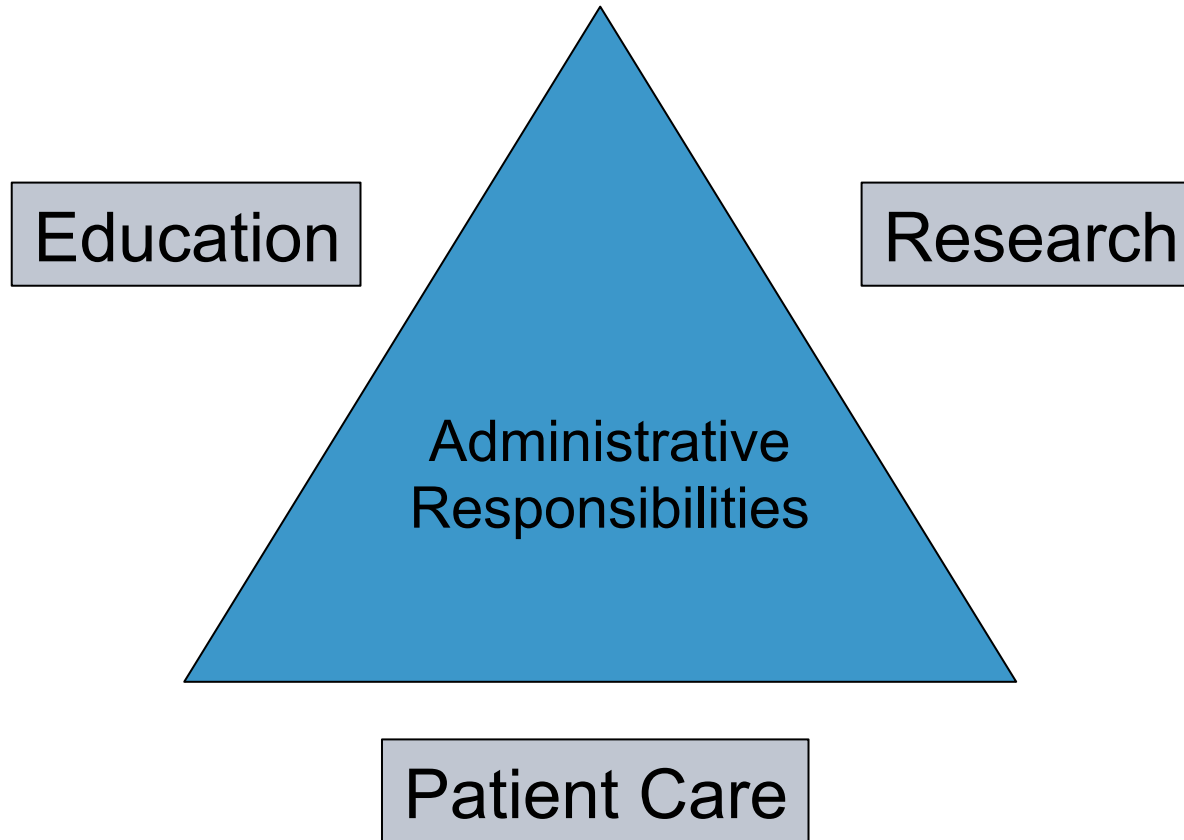 Education
Research
Administrative
Responsibilities
Patient Care